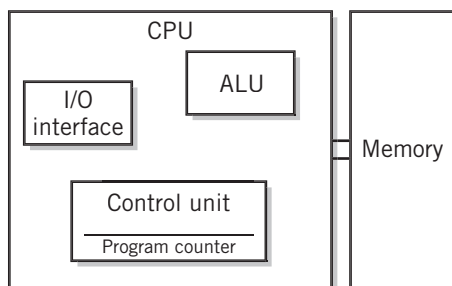 CPU
ALU
I/O
interface
Memory
Control unit
Program counter